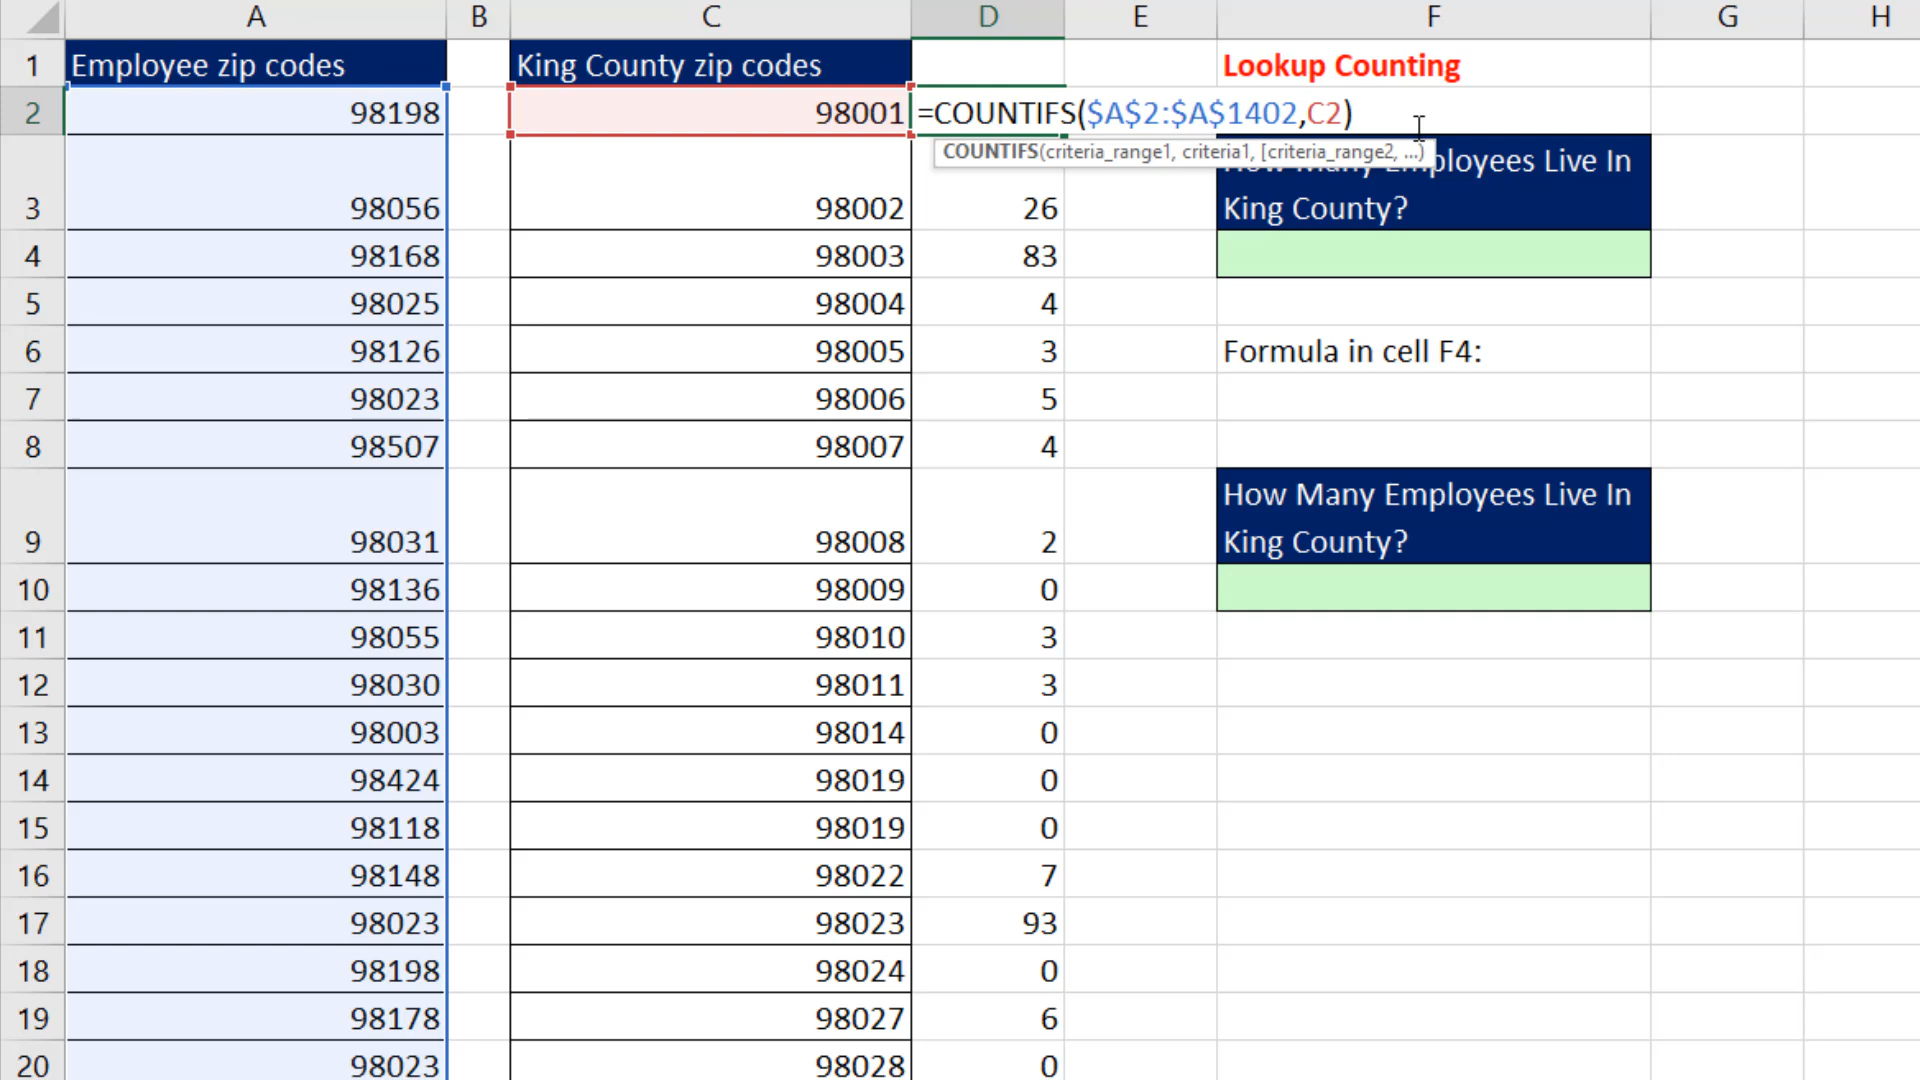 A B C D E F G H
1 Employee zip codes King County zip codes Lookup Counting
2 98198 98001 =COUNTIFS($A$2:$A$1402,C2)
COUNTIFS(criteria_range1, criteria1, [criteria_range2, ...)
How Many Employees Live In
3 98056 98002 26 King County?
4 98168 98003 83
5 98025 98004 4
6 98126 98005 3 Formula in cell F4:
7 98023 98006 5
8 98507 98007 4
How Many Employees Live In
9 98031 98008 2 King County?
10 98136 98009 0
11 98055 98010 3
12 98030 98011 3
13 98003 98014 0
14 98424 98019 0
15 98118 98019 0
16 98148 98022 7
17 98023 98023 93
18 98198 98024 0
19 98178 98027 6
20 98023 98028 0